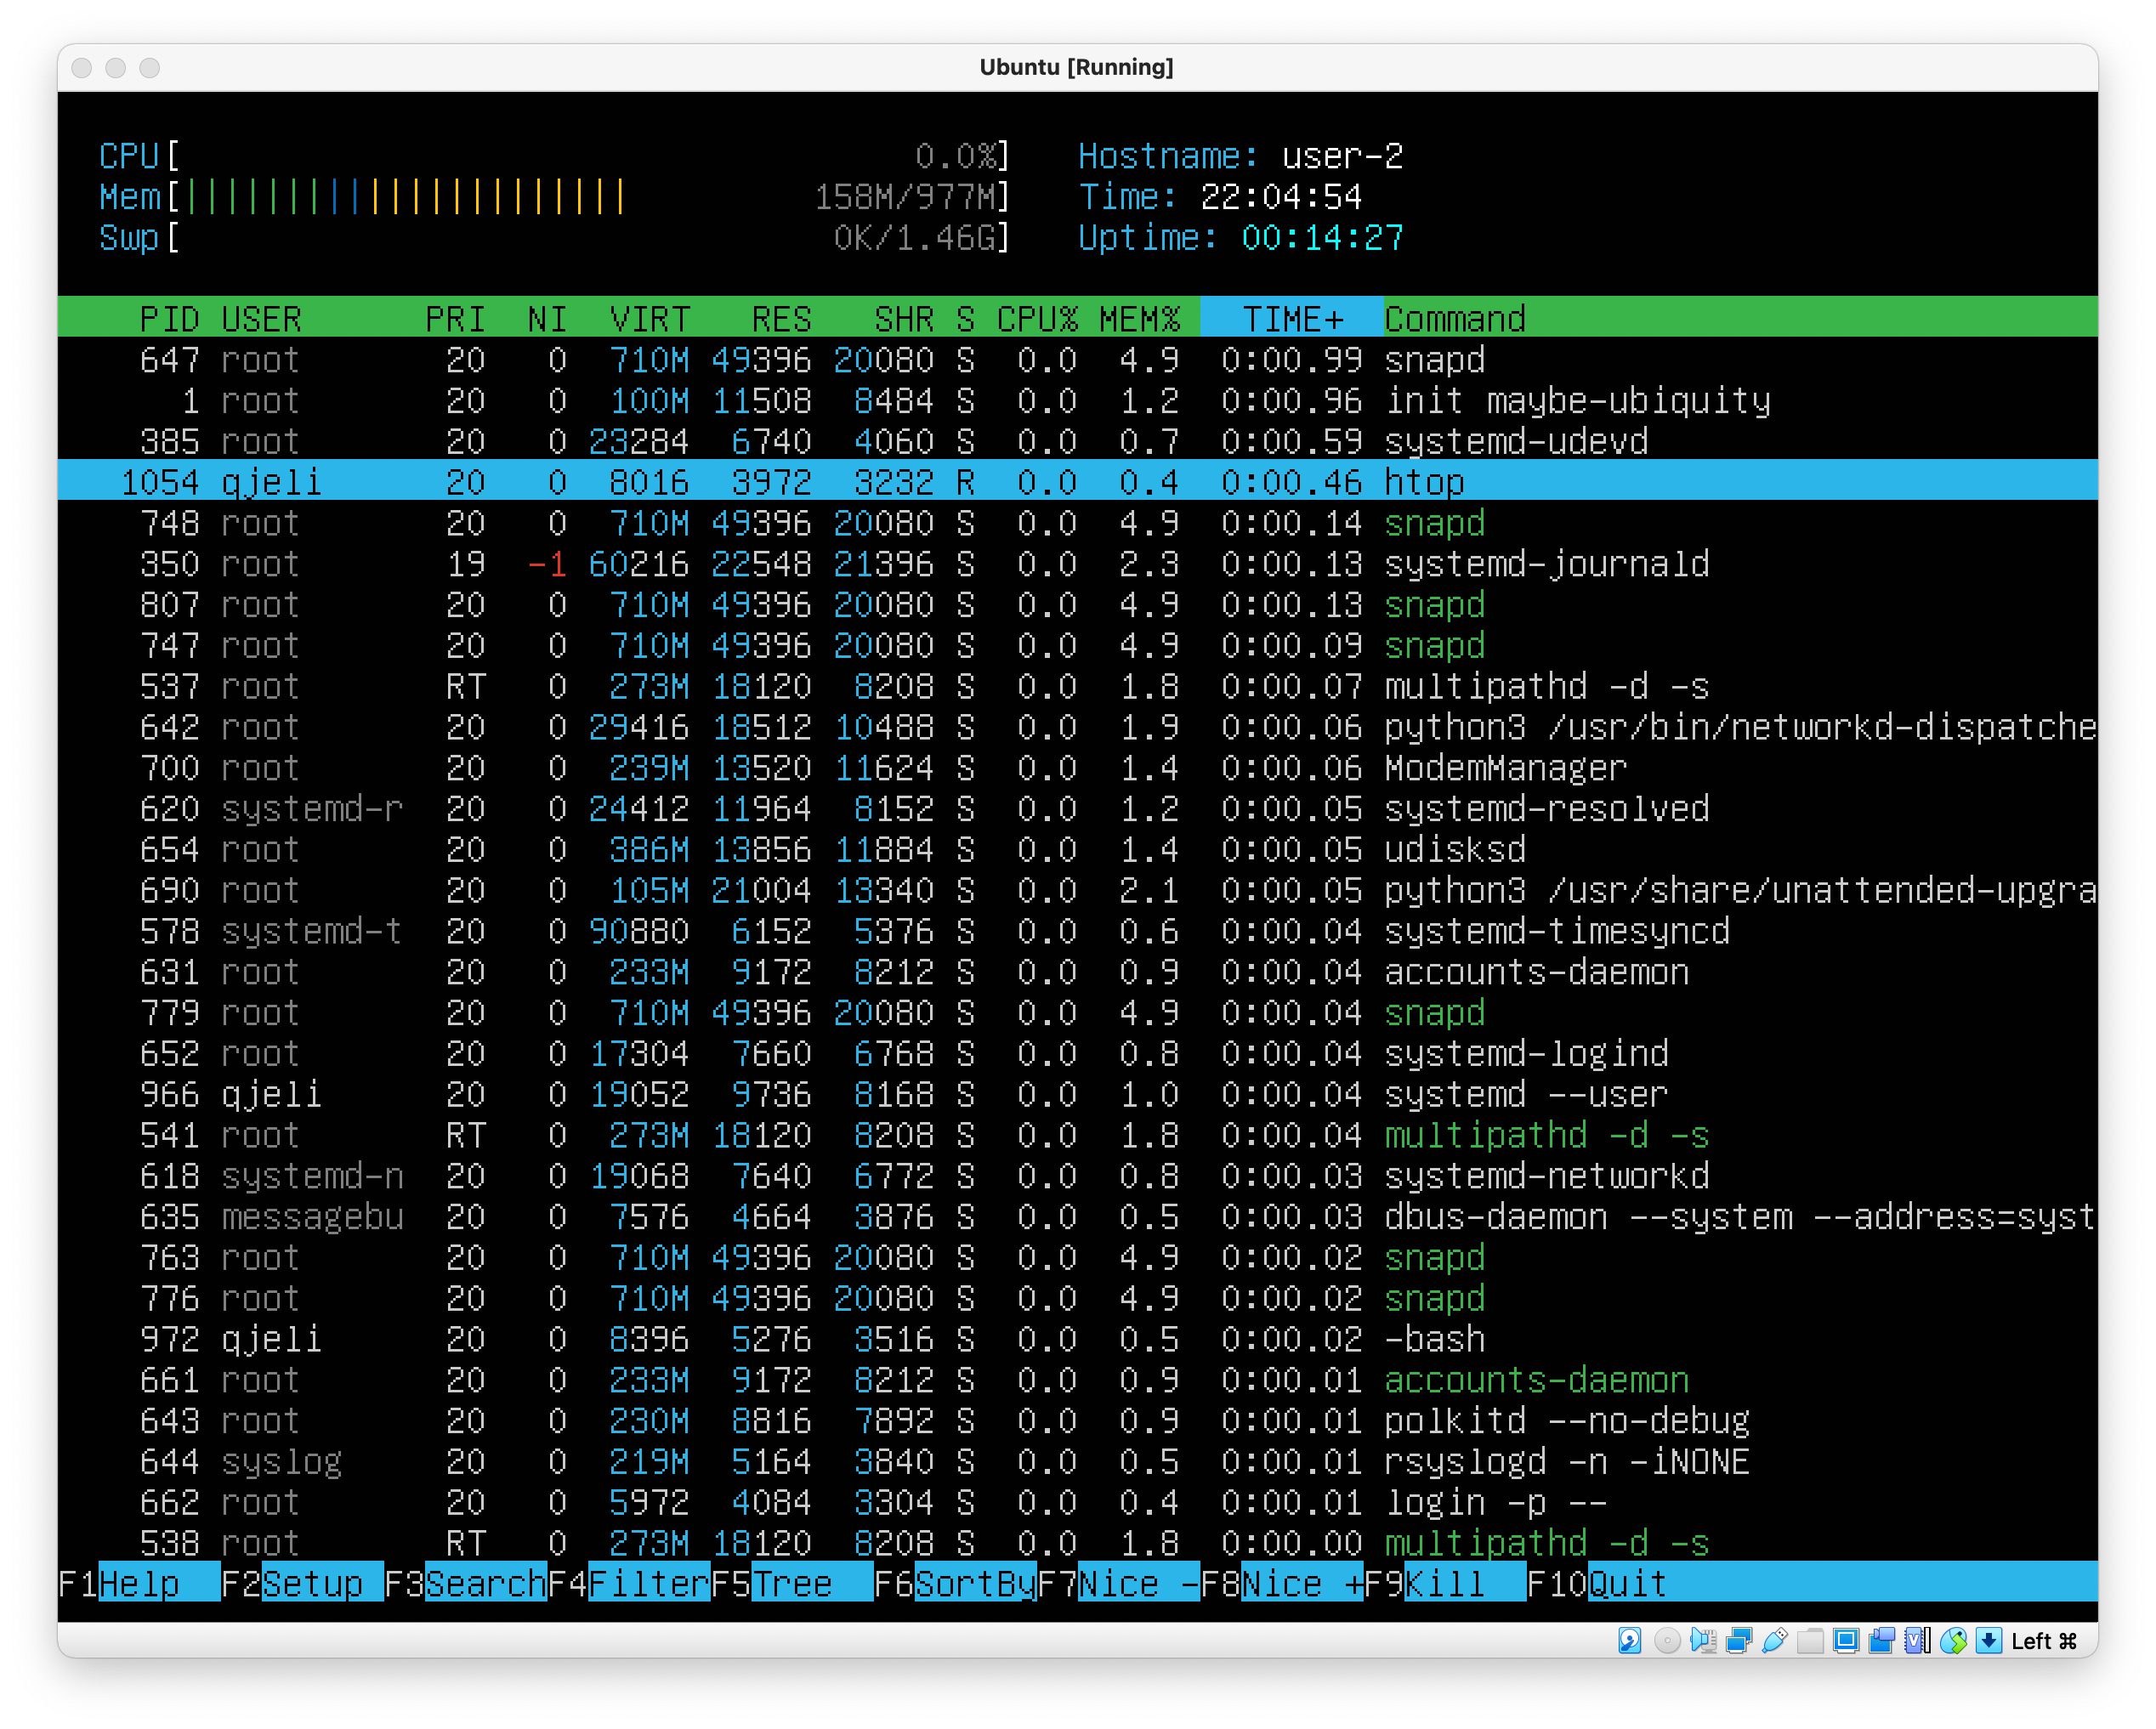 Ubuntu [Running]
CPU[ 0.0%] Hostname: user-2
Mem[||||||||||||||||||||||158M/977M] Time: 22:04:54
Swp[ 0K/1.46G] Uptime: 00:14:27
PID USER PRI NI VIRT RES SHR S CPU% MEM% TIME+ Command
647 root 20 0 710M 49396 20080 S 0.0 4.9 0:00.99 snapd
1 root 20 0 100M 11508 8484 S 0.0 1.2 0:00.96 init maybe-ubiquity
385 root 20 0 23284 6740 4060 S 0.0 0.7 0:00.59 systemd-udevd
1054 qjeli 20 0 8016 3972 3232 R 0.0 0.4 0:00.46 htop
748 root 20 0 710M 49396 20080 S 0.0 4.9 0:00.14 snapd
350 root 19 -1 60216 22548 21396 S 0.0 2.3 0:00.13 systemd-journald
807 root 20 0 710M 49396 20080 S 0.0 4.9 0:00.13 snapd
747 root 20 0 710M 49396 20080 S 0.0 4.9 0:00.09 snapd
537 root RT 0 273M 18120 8208 S 0.0 1.8 0:00.07 multipathd -d -s
642 root 20 0 29416 18512 10488 S 0.0 1.9 0:00.06 python3 /usr/bin/networkd-dispatche
700 root 20 0 239M 13520 11624 S 0.0 1.4 0:00.06 ModemManager
620 systemd-r 20 0 24412 11964 8152 S 0.0 1.2 0:00.05 systemd-resolved
654 root 20 0 386M 13856 11884 S 0.0 1.4 0:00.05 udisksd
690 root 20 0 105M 21004 13340 S 0.0 2.1 0:00.05 python3 /usr/share/unattended-upgra
578 systemd-t 20 0 90880 6152 5376 S 0.0 0.6 0:00.04 systemd-timesyncd
631 root 20 0 233M 9172 8212 S 0.0 0.9 0:00.04 accounts-daemon
779 root 20 0 710M 49396 20080 S 0.0 4.9 0:00.04 snapd
652 root 20 0 17304 7660 6768 S 0.0 0.8 0:00.04 systemd-logind
966 qjeli 20 0 19052 9736 8168 S 0.0 1.0 0:00.04 systemd --user
541 root RT 0 273M 18120 8208 S 0.0 1.8 0:00.04 multipathd -d -s
618 systemd-n 20 0 19068 7640 6772 S 0.0 0.8 0:00.03 systemd-networkd
635 messagebu 20 0 7576 4664 3876 S 0.0 0.5 0:00.03 dbus-daemon --system --address=syst
763 root 20 0 710M 49396 20080 S 0.0 4.9 0:00.02 snapd
776 root 20 0 710M 49396 20080 S 0.0 4.9 0:00.02 snapd
972 qjeli 20 0 8396 5276 3516 S 0.0 0.5 0:00.02 -bash
661 root 20 0 233M 9172 8212 S 0.0 0.9 0:00.01 accounts-daemon
643 root 20 0 230M 8816 7892 S 0.0 0.9 0:00.01 polkitd --no-debug
644 syslog 20 0 219M 5164 3840 S 0.0 0.5 0:00.01 rsyslogd -n -iNONE
662 root 20 0 5972 4084 3304 S 0.0 0.4 0:00.01 login -p --
538 root RT 0 273M 18120 8208 S 0.0 1.8 0:00.00 multipathd -d -s
F1Help F2Setup F3SearchF4FilterF5Tree F6SortByF7Nice -F8Nice +F9Kill F10Quit
Left ⌘